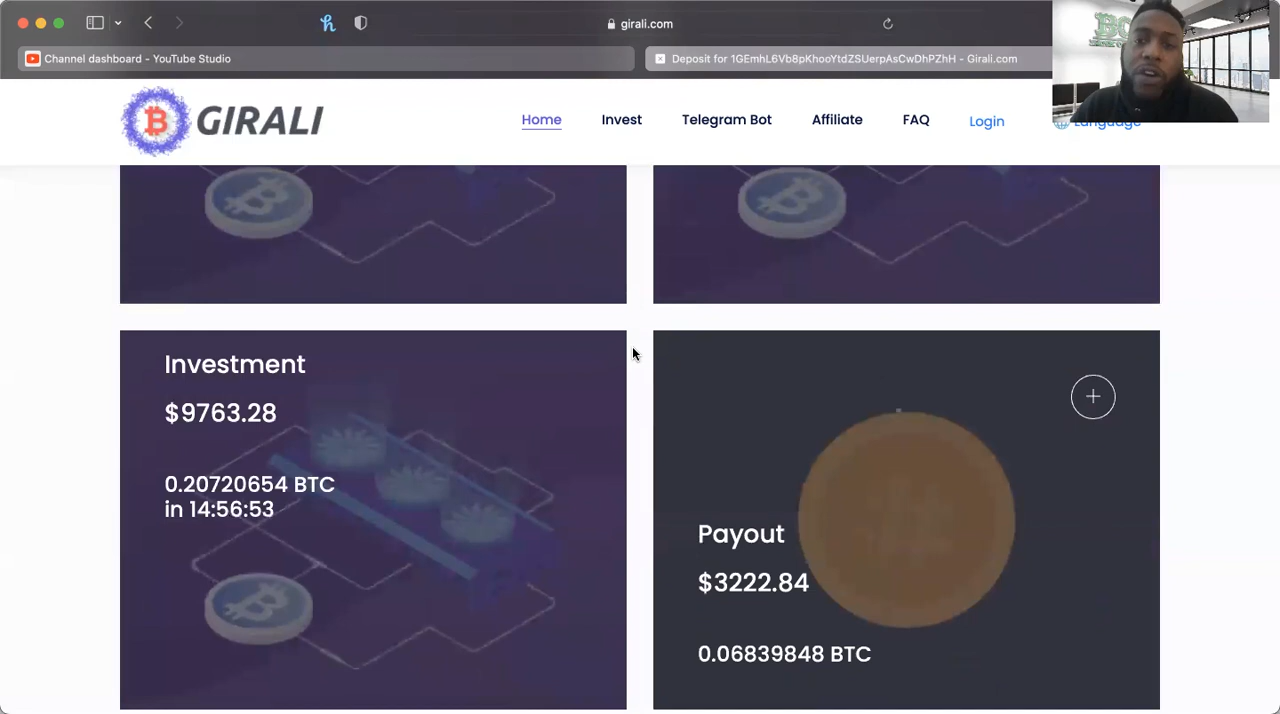 girali.com
Channel dashboard - YouTube Studio
Deposit for 1GEmhL6Vb8pKhooYtdZSUerpAsCwDhPZhH - Girali.com
GIRALI
Home
Invest
Telegram Bot
Affiliate
FAQ
Login
Language
Investment
$9763.28
0.20720654 BTC
in 14:56:53
Payout
$3222.84
0.06839848 BTC